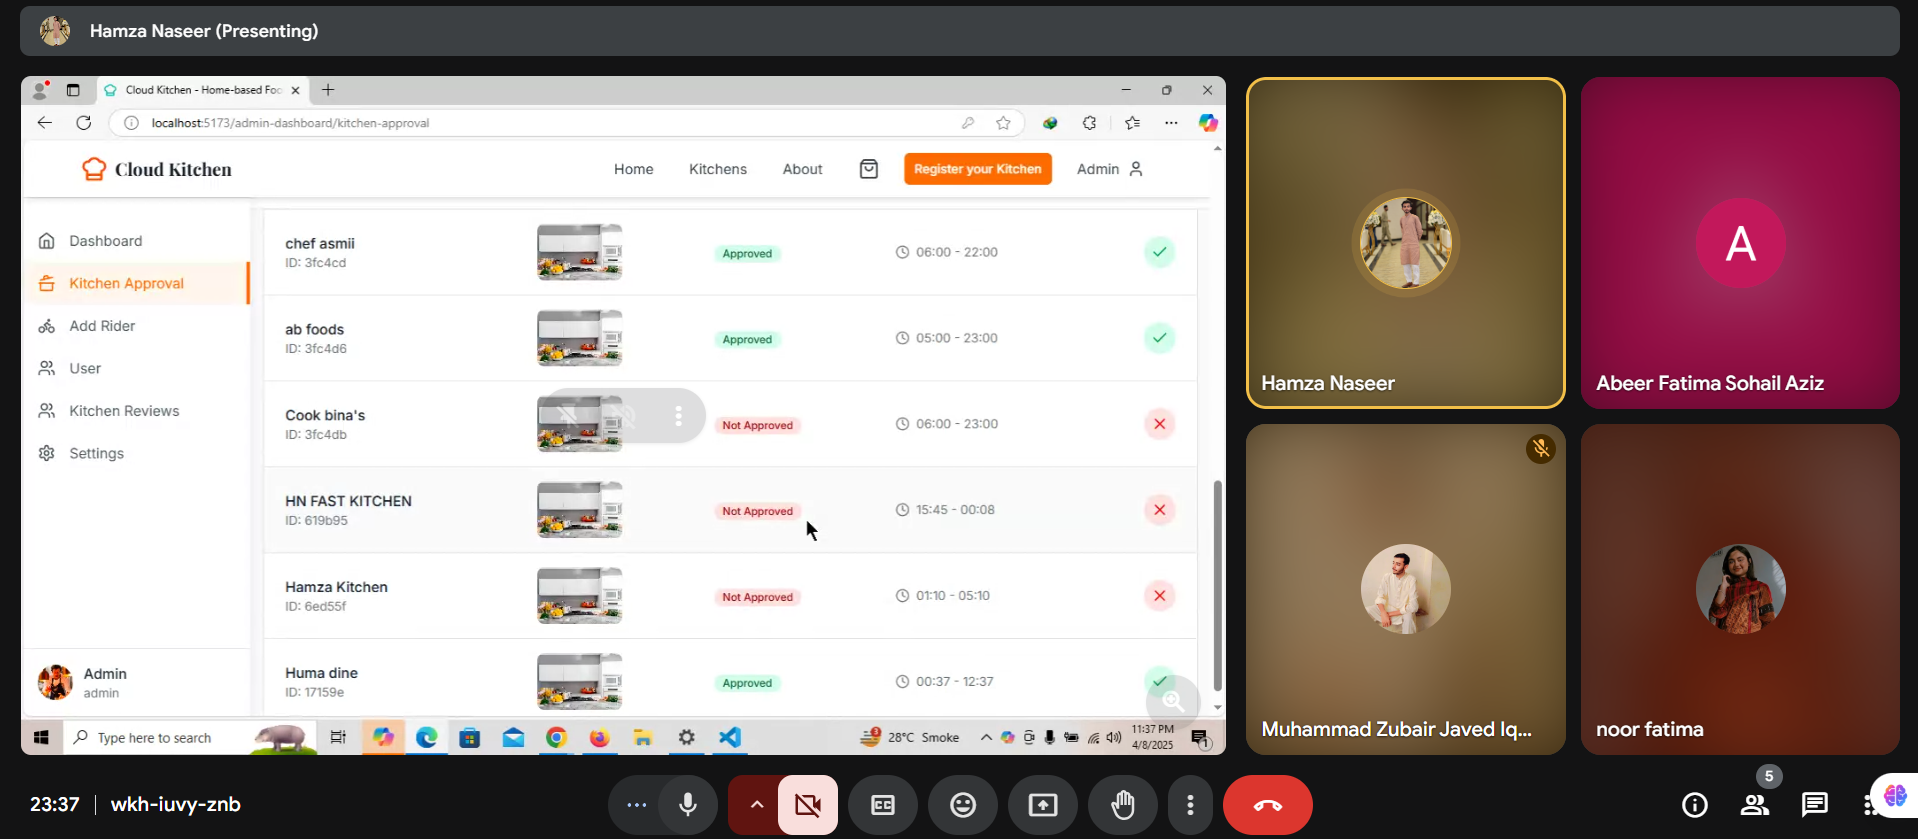 Hamza Naseer (Presenting)
Cloud Kitchen - Home-based Foo
localhost:5173/admin-dashboard/kitchen-approval
Cloud Kitchen
Home
Kitchens
About
Register your Kitchen
Admin
Dashboard
Kitchen Approval
Add Rider
User
Kitchen Reviews
Settings
Admin
admin
chef asmii
ID: 3fc4cd
Approved
06:00 - 22:00
ab foods
ID: 3fc4d6
Approved
05:00 - 23:00
Cook bina's
ID: 3fc4db
Not Approved
06:00 - 23:00
HN FAST KITCHEN
ID: 619b95
Not Approved
15:45 - 00:08
Hamza Kitchen
ID: 6ed55f
Not Approved
01:10 - 05:10
Huma dine
ID: 17159e
Approved
00:37 - 12:37
Type here to search
3
28°C Smoke
11:37 PM
4/8/2025
1
Hamza Naseer
A
Abeer Fatima Sohail Aziz
Muhammad Zubair Javed Iq...
noor fatima
23:37
wkh-iuvy-znb
CC
5